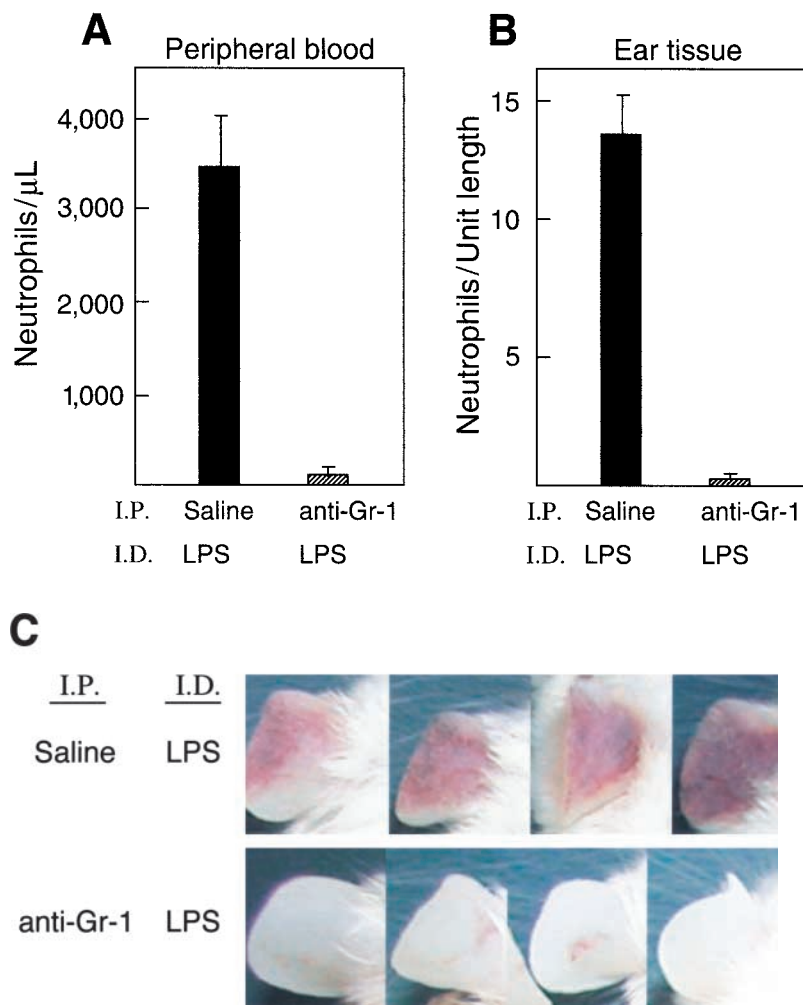 A
Peripheral blood
Neutrophils/μL
4,000
3,000
2,000
1,000
I.P. Saline anti-Gr-1
I.D. LPS LPS
B
Ear tissue
Neutrophils/Unit length
15
10
5
I.P. Saline anti-Gr-1
I.D. LPS LPS
C
I.P. I.D.
Saline LPS
anti-Gr-1 LPS